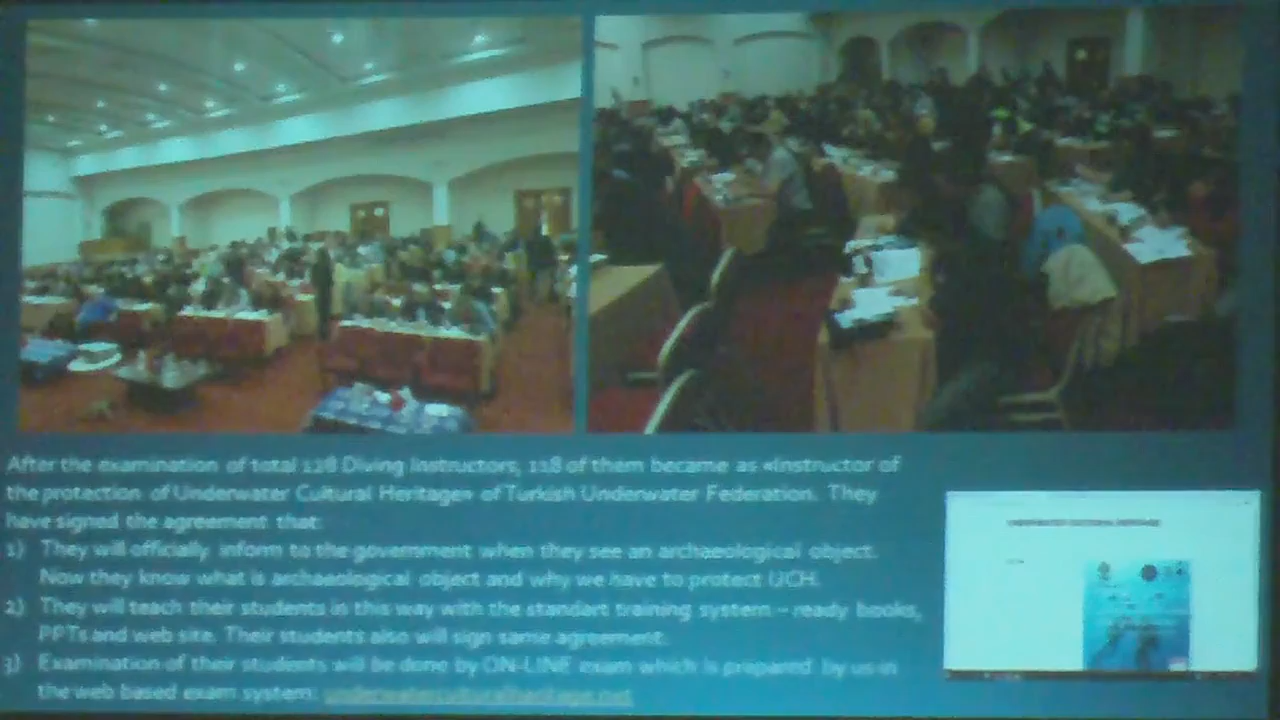 After the examination of total 128 Diving Instructors, 118 of them became as «Instructor of
the protection of Underwater Cultural Heritage» of Turkish Underwater Federation. They
have signed the agreement that:
1) They will officially inform to the government when they see an archaeological object.
Now they know what is archaeological object and why we have to protect UCH.
2) They will teach their students in this way with the standart training system – ready books,
PPTs and web site. Their students also will sign same agreement.
3) Examination of their students will be done by ON-LINE exam which is prepared by us in
the web based exam system: underwaterculturalheritage.net
UNDERWATER CULTURAL HERITAGE